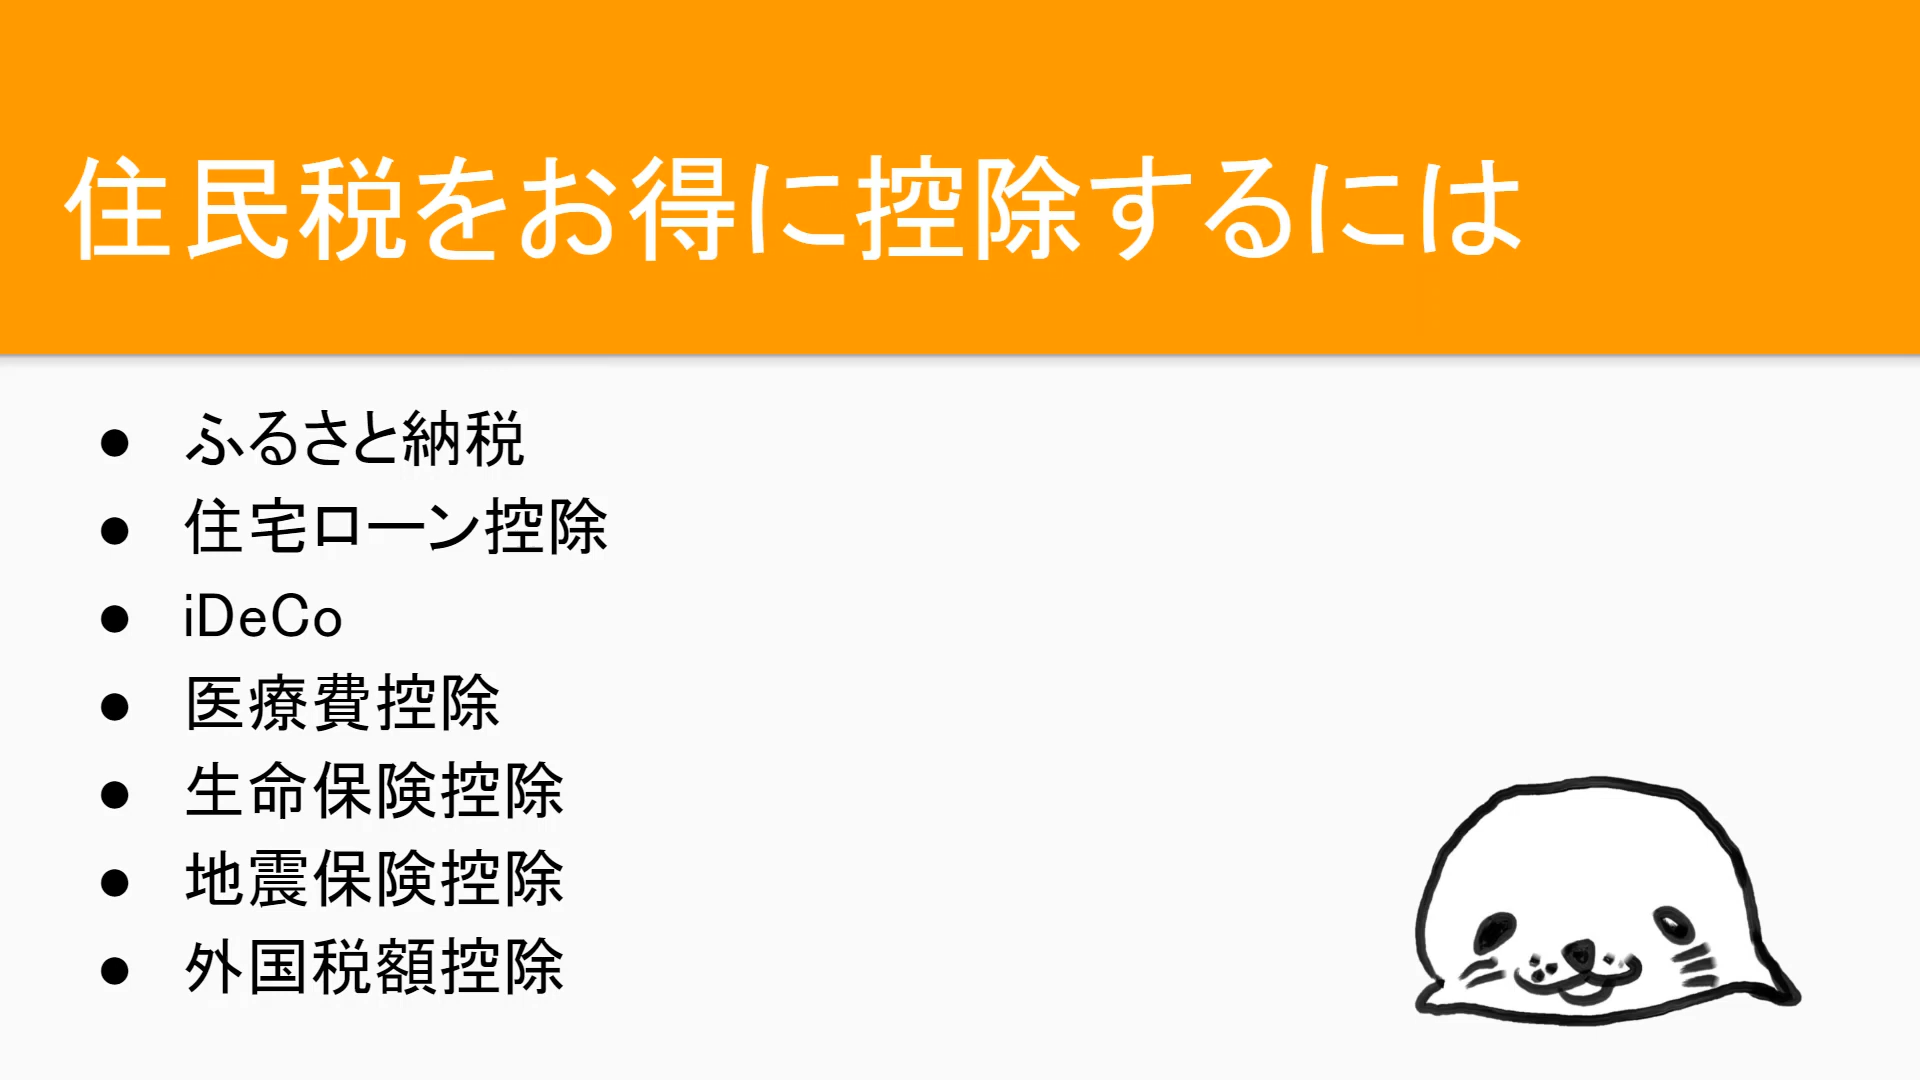 住民税をお得に控除するには
● ふるさと納税
● 住宅ローン控除
● iDeCo
● 医療費控除
● 生命保険控除
● 地震保険控除
● 外国税額控除